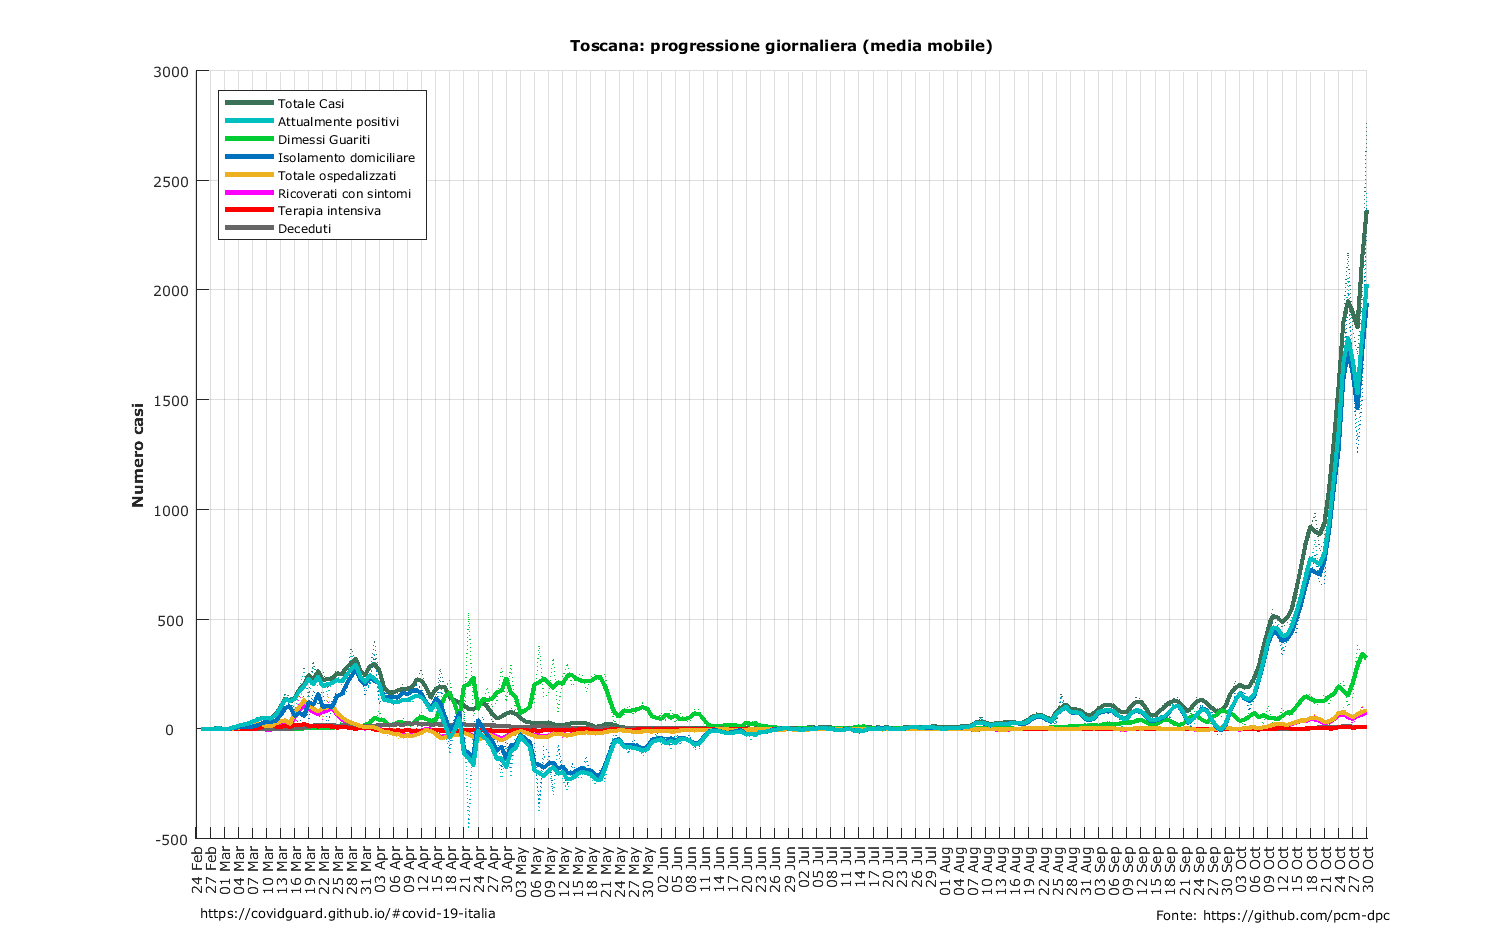 Toscana: progressione giornaliera (media mobile)
3000
2500
2000
1500
1000
500
0
-500
Numero casi
Totale Casi
Attualmente positivi
Dimessi Guariti
Isolamento domiciliare
Totale ospedalizzati
Ricoverati con sintomi
Terapia intensiva
Deceduti
24 Feb
27 Feb
01 Mar
04 Mar
07 Mar
10 Mar
13 Mar
16 Mar
19 Mar
22 Mar
25 Mar
28 Mar
31 Mar
03 Apr
06 Apr
09 Apr
12 Apr
15 Apr
18 Apr
21 Apr
24 Apr
27 Apr
30 Apr
03 May
06 May
09 May
12 May
15 May
18 May
21 May
24 May
27 May
30 May
02 Jun
05 Jun
08 Jun
11 Jun
14 Jun
17 Jun
20 Jun
23 Jun
26 Jun
29 Jun
02 Jul
05 Jul
08 Jul
11 Jul
14 Jul
17 Jul
20 Jul
23 Jul
26 Jul
29 Jul
01 Aug
04 Aug
07 Aug
10 Aug
13 Aug
16 Aug
19 Aug
22 Aug
25 Aug
28 Aug
31 Aug
03 Sep
06 Sep
09 Sep
12 Sep
15 Sep
18 Sep
21 Sep
24 Sep
27 Sep
30 Sep
03 Oct
06 Oct
09 Oct
12 Oct
15 Oct
18 Oct
21 Oct
24 Oct
27 Oct
30 Oct
https://covidguard.github.io/#covid-19-italia
Fonte: https://github.com/pcm-dpc